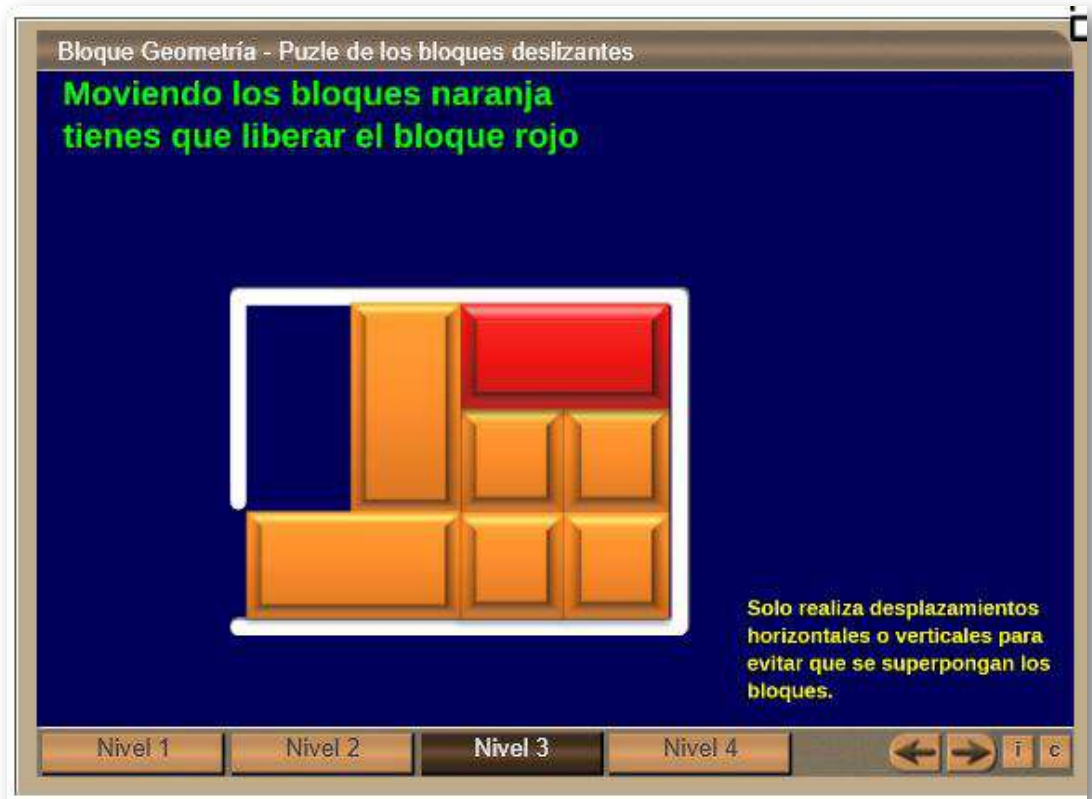 Bloque Geometría - Puzle de los bloques deslizantes
Moviendo los bloques naranja
tienes que liberar el bloque rojo
Solo realiza desplazamientos
horizontales o verticales para
evitar que se superpongan los
bloques.
Nivel 1 Nivel 2 Nivel 3 Nivel 4 i c